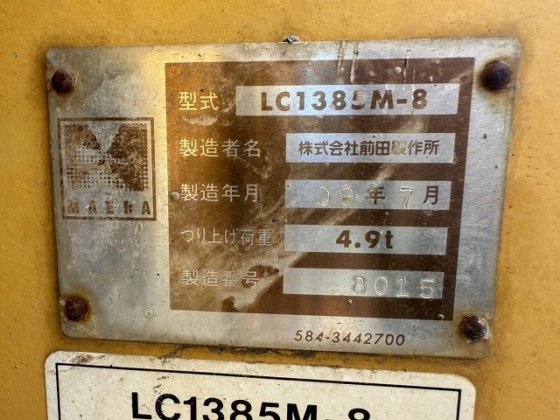 型式 LC1385M-8
製造者名 株式会社前田製作所
製造年月 09年7月
つり上げ荷重 4.9t
製造番号 8015
MAEDA
584-3442700
LC1385M-8